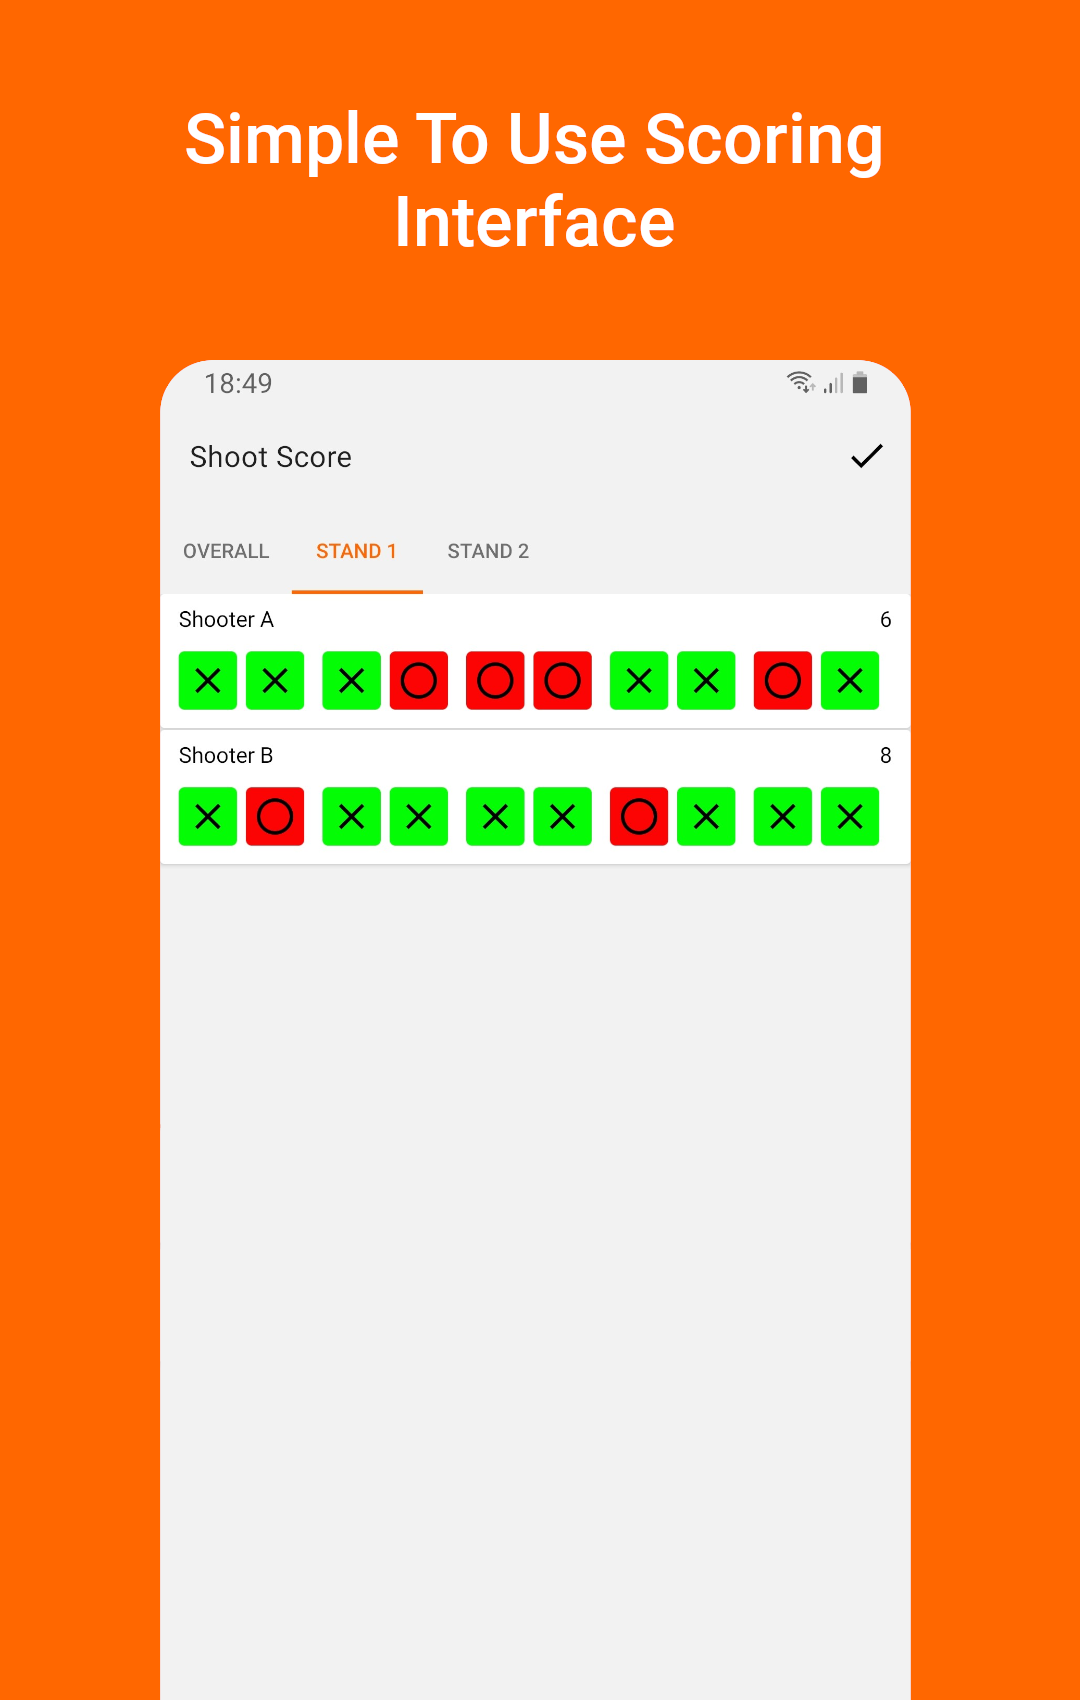 Simple To Use Scoring
Interface
18:49
Shoot Score
OVERALL STAND 1 STAND 2
Shooter A 6
Shooter B 8